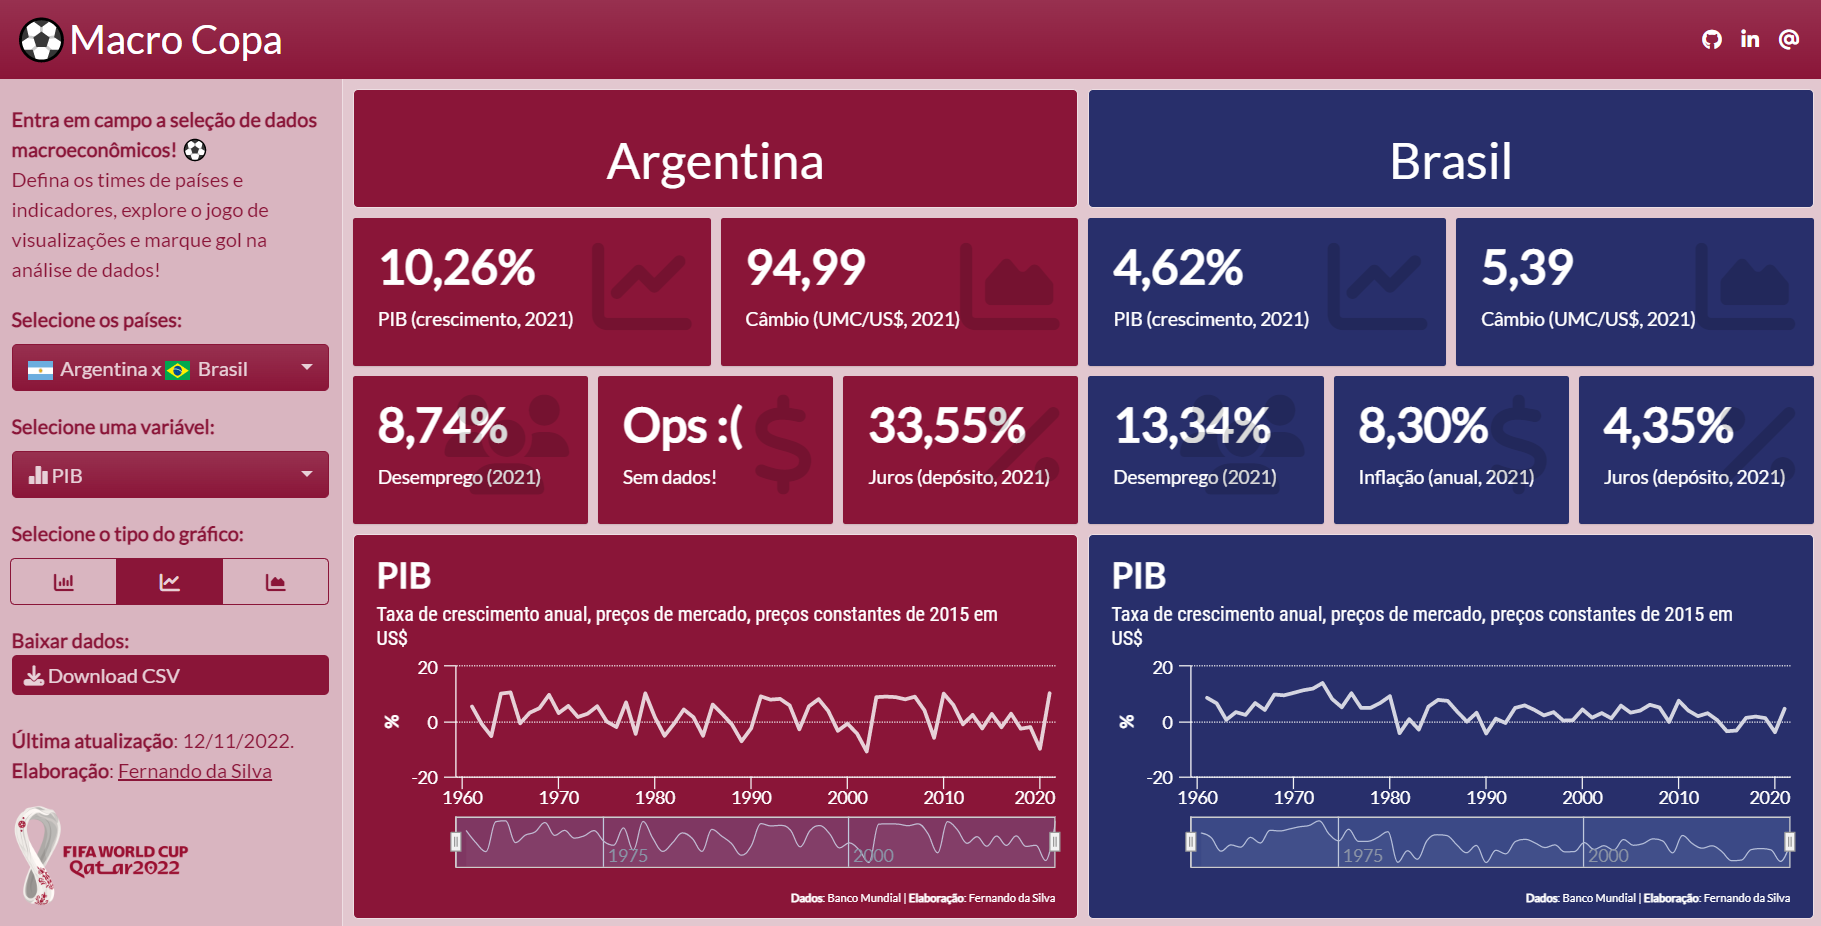 Macro Copa
Entra em campo a seleção de dados
macroeconômicos!
Defina os times de países e
indicadores, explore o jogo de
visualizações e marque gol na
análise de dados!
Selecione os países:
Argentina x Brasil
Selecione uma variável:
PIB
Selecione o tipo do gráfico:
Baixar dados:
Download CSV
Última atualização: 12/11/2022.
Elaboração: Fernando da Silva
FIFA WORLD CUP
Qatar2022
Argentina
10,26%
PIB (crescimento, 2021)
94,99
Câmbio (UMC/US$, 2021)
8,74%
Desemprego (2021)
Ops :(
Sem dados!
33,55%
Juros (depósito, 2021)
PIB
Taxa de crescimento anual, preços de mercado, preços constantes de 2015 em
US$
20
0
-20
%
1960 1970 1980 1990 2000 2010 2020
1975 2000
Dados: Banco Mundial | Elaboração: Fernando da Silva
Brasil
4,62%
PIB (crescimento, 2021)
5,39
Câmbio (UMC/US$, 2021)
13,34%
Desemprego (2021)
8,30%
Inflação (anual, 2021)
4,35%
Juros (depósito, 2021)
PIB
Taxa de crescimento anual, preços de mercado, preços constantes de 2015 em
US$
20
0
-20
%
1960 1970 1980 1990 2000 2010 2020
1975 2000
Dados: Banco Mundial | Elaboração: Fernando da Silva